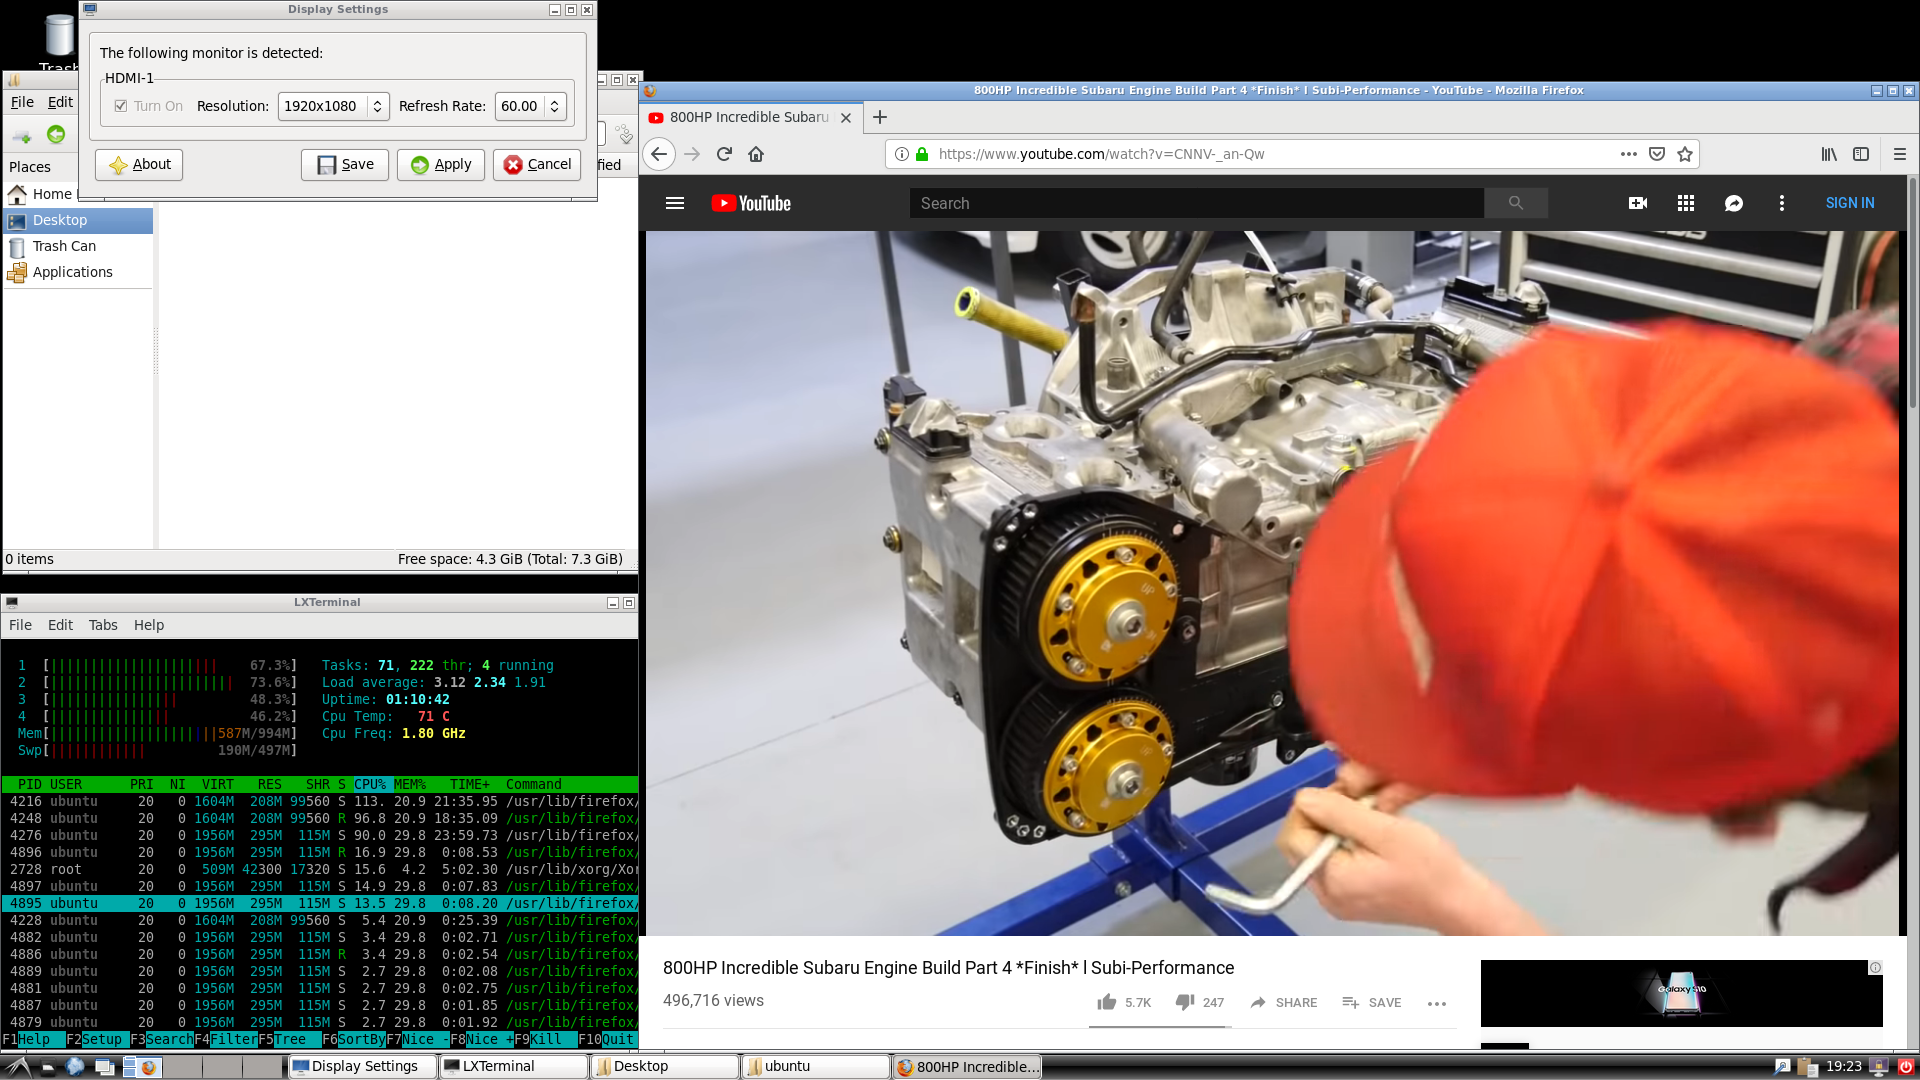 Display Settings
The following monitor is detected:
HDMI-1
Turn On Resolution: 1920x1080 Refresh Rate: 60.00
About Save Apply Cancel
File Edit
Places
Home
Desktop
Trash Can
Applications
0 items Free space: 4.3 GiB (Total: 7.3 GiB)
LXTerminal
File Edit Tabs Help
1 [ 67.3%] Tasks: 71, 222 thr; 4 running
2 [ 73.6%] Load average: 3.12 2.34 1.91
3 [ 48.3%] Uptime: 01:10:42
4 [ 46.2%] Cpu Temp: 71 C
Mem[ 587M/994M] Cpu Freq: 1.80 GHz
Swp[ 190M/497M]
PID USER PRI NI VIRT RES SHR S CPU% MEM% TIME+ Command
4216 ubuntu 20 0 1604M 208M 99560 S 113. 20.9 21:35.95 /usr/lib/firefox/
4248 ubuntu 20 0 1604M 208M 99560 R 96.8 20.9 18:35.09 /usr/lib/firefox/
4276 ubuntu 20 0 1956M 295M 115M S 90.0 29.8 23:59.73 /usr/lib/firefox/
4896 ubuntu 20 0 1956M 295M 115M R 16.9 29.8 0:08.53 /usr/lib/firefox/
2728 root 20 0 509M 42300 17320 S 15.6 4.2 5:02.30 /usr/lib/xorg/Xor
4897 ubuntu 20 0 1956M 295M 115M S 14.9 29.8 0:07.83 /usr/lib/firefox/
4895 ubuntu 20 0 1956M 295M 115M S 13.5 29.8 0:08.20 /usr/lib/firefox/
4228 ubuntu 20 0 1604M 208M 99560 S 5.4 20.9 0:25.39 /usr/lib/firefox/
4882 ubuntu 20 0 1956M 295M 115M S 3.4 29.8 0:02.71 /usr/lib/firefox/
4886 ubuntu 20 0 1956M 295M 115M R 3.4 29.8 0:02.54 /usr/lib/firefox/
4889 ubuntu 20 0 1956M 295M 115M S 2.7 29.8 0:02.08 /usr/lib/firefox/
4881 ubuntu 20 0 1956M 295M 115M S 2.7 29.8 0:02.75 /usr/lib/firefox/
4887 ubuntu 20 0 1956M 295M 115M S 2.7 29.8 0:01.85 /usr/lib/firefox/
4879 ubuntu 20 0 1956M 295M 115M S 2.7 29.8 0:01.92 /usr/lib/firefox/
F1Help F2Setup F3SearchF4FilterF5Tree F6SortByF7Nice -F8Nice +F9Kill F10Quit
800HP Incredible Subaru Engine Build Part 4 *Finish* l Subi-Performance - YouTube - Mozilla Firefox
800HP Incredible Subaru
https://www.youtube.com/watch?v=CNNV-_an-Qw
YouTube Search SIGN IN
800HP Incredible Subaru Engine Build Part 4 *Finish* l Subi-Performance
496,716 views 5.7K 247 SHARE SAVE
Galaxy S10
Display Settings LXTerminal Desktop ubuntu 800HP Incredible... 19:23